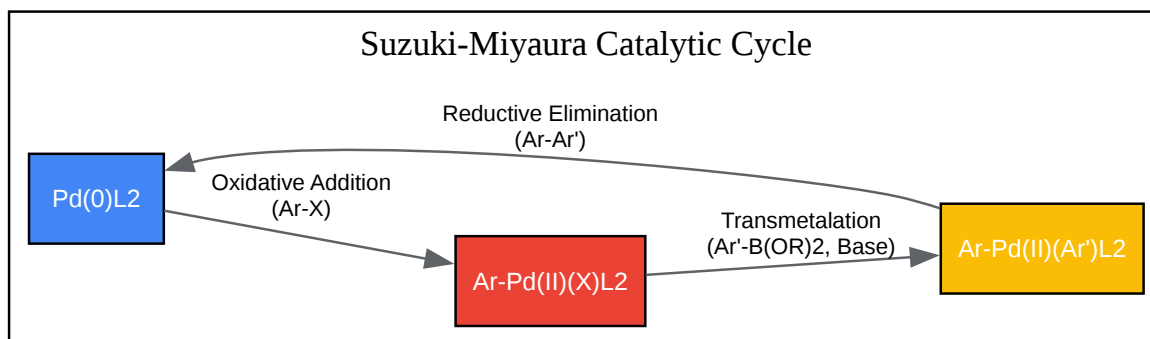 Suzuki-Miyaura Catalytic Cycle
Reductive Elimination
(Ar-Ar')
Pd(0)L2
Oxidative Addition
(Ar-X)
Transmetalation
(Ar'-B(OR)2, Base)
Ar-Pd(II)(Ar')L2
Ar-Pd(II)(X)L2